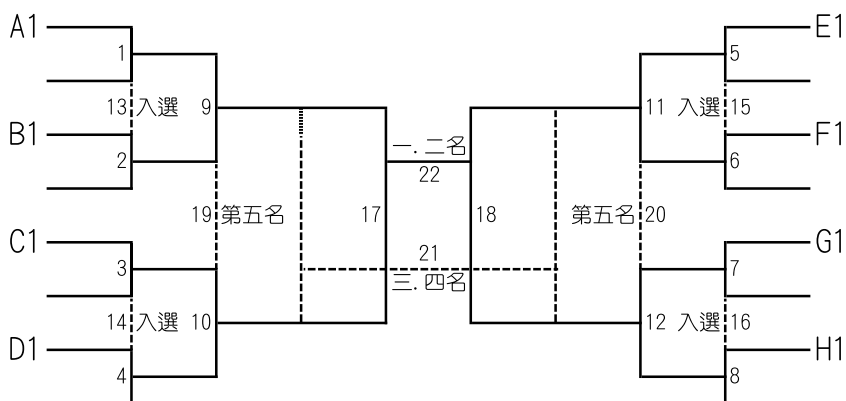 A1 E1
1 5
13 入選 9 11 入選 15
B1 一. 二名 F1
2 22 6
19 第五名 17 18 第五名 20
C1 21 G1
3 三. 四名 7
14 入選 10 12 入選 16
D1 H1
4 8